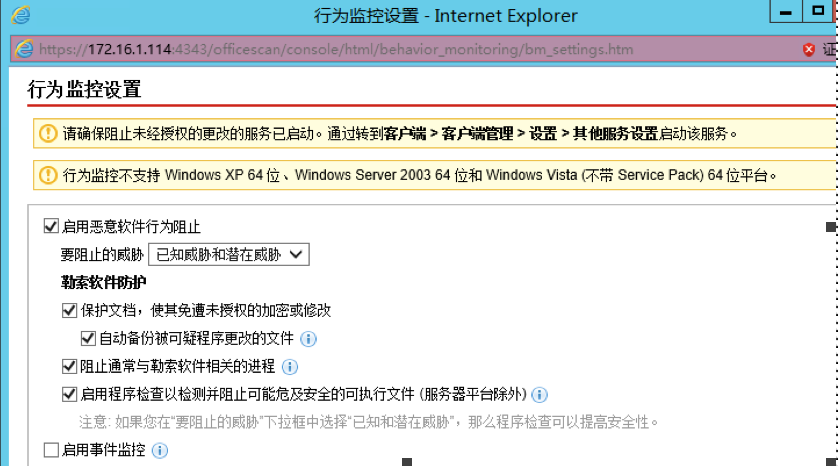 行为监控设置 - Internet Explorer
https://172.16.1.114:4343/officescan/console/html/behavior_monitoring/bm_settings.htm 证
行为监控设置
请确保阻止未经授权的更改的服务已启动。通过转到客户端 > 客户端管理 > 设置 > 其他服务设置启动该服务。
行为监控不支持 Windows XP 64 位、Windows Server 2003 64 位和 Windows Vista (不带 Service Pack) 64 位平台。
启用恶意软件行为阻止
要阻止的威胁 已知威胁和潜在威胁
勒索软件防护
保护文档，使其免遭未授权的加密或修改
自动备份被可疑程序更改的文件
阻止通常与勒索软件相关的进程
启用程序检查以检测并阻止可能危及安全的可执行文件 (服务器平台除外)
注意: 如果您在“要阻止的威胁”下拉框中选择“已知和潜在威胁”，那么程序检查可以提高安全性。
启用事件监控